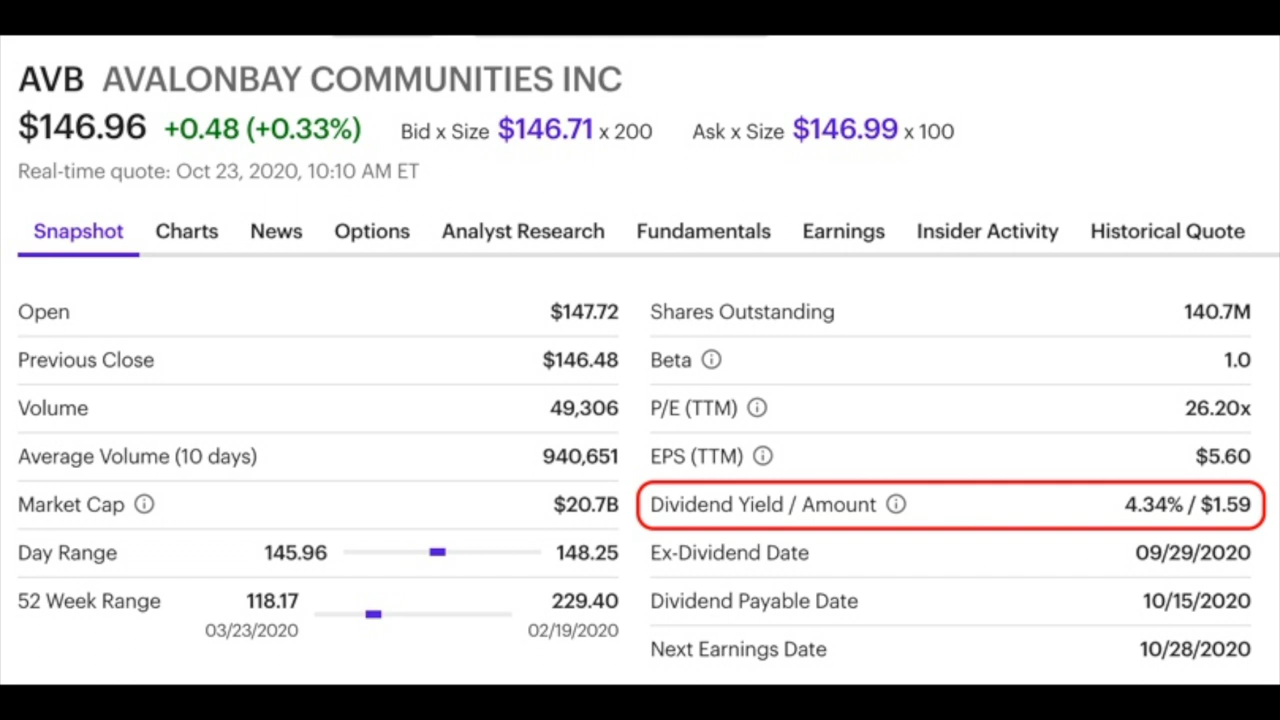 AVB AVALONBAY COMMUNITIES INC
$146.96 +0.48 (+0.33%) Bid x Size $146.71 x 200 Ask x Size $146.99 x 100
Real-time quote: Oct 23, 2020, 10:10 AM ET
Snapshot Charts News Options Analyst Research Fundamentals Earnings Insider Activity Historical Quote
Open $147.72
Previous Close $146.48
Volume 49,306
Average Volume (10 days) 940,651
Market Cap $20.7B
Day Range 145.96 148.25
52 Week Range 118.17 229.40
03/23/2020 02/19/2020
Shares Outstanding 140.7M
Beta 1.0
P/E (TTM) 26.20x
EPS (TTM) $5.60
Dividend Yield / Amount 4.34% / $1.59
Ex-Dividend Date 09/29/2020
Dividend Payable Date 10/15/2020
Next Earnings Date 10/28/2020